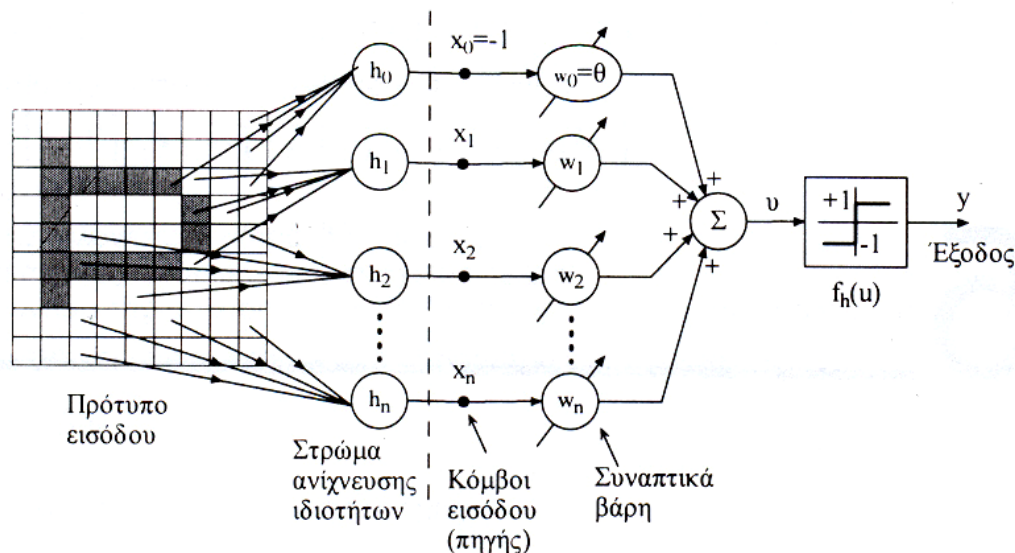 h₀
x₀=-1
w₀=θ
h₁
x₁
w₁
+
+
+
+
Σ
υ
+1
-1
y
Έξοδος
f_h(u)
h₂
x₂
w₂
hₙ
xₙ
wₙ
Πρότυπο
εισόδου
Στρώμα
ανίχνευσης
ιδιοτήτων
Κόμβοι
εισόδου
(πηγής)
Συναπτικά
βάρη